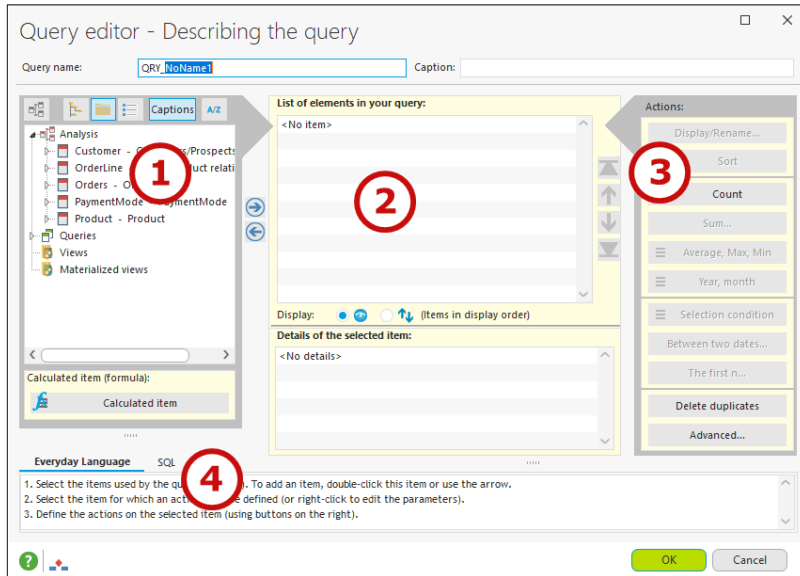 Query editor - Describing the query
Query name: QRY_NoName1 Caption:
Captions A/Z
Analysis
Customer - /Prospects
OrderLine uct relati
Orders - O
PaymentMode - PaymentMode
Product - Product
Queries
Views
Materialized views
1
Calculated item (formula):
fx Calculated item
List of elements in your query:
<No item>
2
Display: (Items in display order)
Details of the selected item:
<No details>
Actions:
Display/Rename...
3
Sort
Count
Sum...
Average, Max, Min
Year, month
Selection condition
Between two dates...
The first n...
Delete duplicates
Advanced...
Everyday Language SQL
4
1. Select the items used by the qu ). To add an item, double-click this item or use the arrow.
2. Select the item for which an acti e defined (or right-click to edit the parameters).
3. Define the actions on the selected item (using buttons on the right).
? OK Cancel